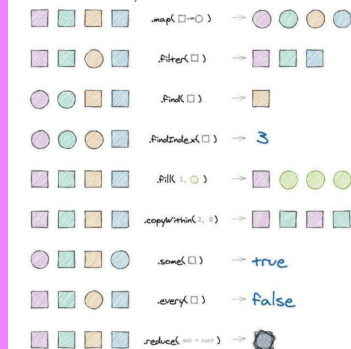 .map( □→○ ) → 
.filter( □ ) →
.find( □ ) →
.findIndex( □ ) → 3
.fill( 1, ○ ) →
.copyWithin( 2, 0 ) →
.some( □ ) → true
.every( □ ) → false
.reduce( acc + curr ) →